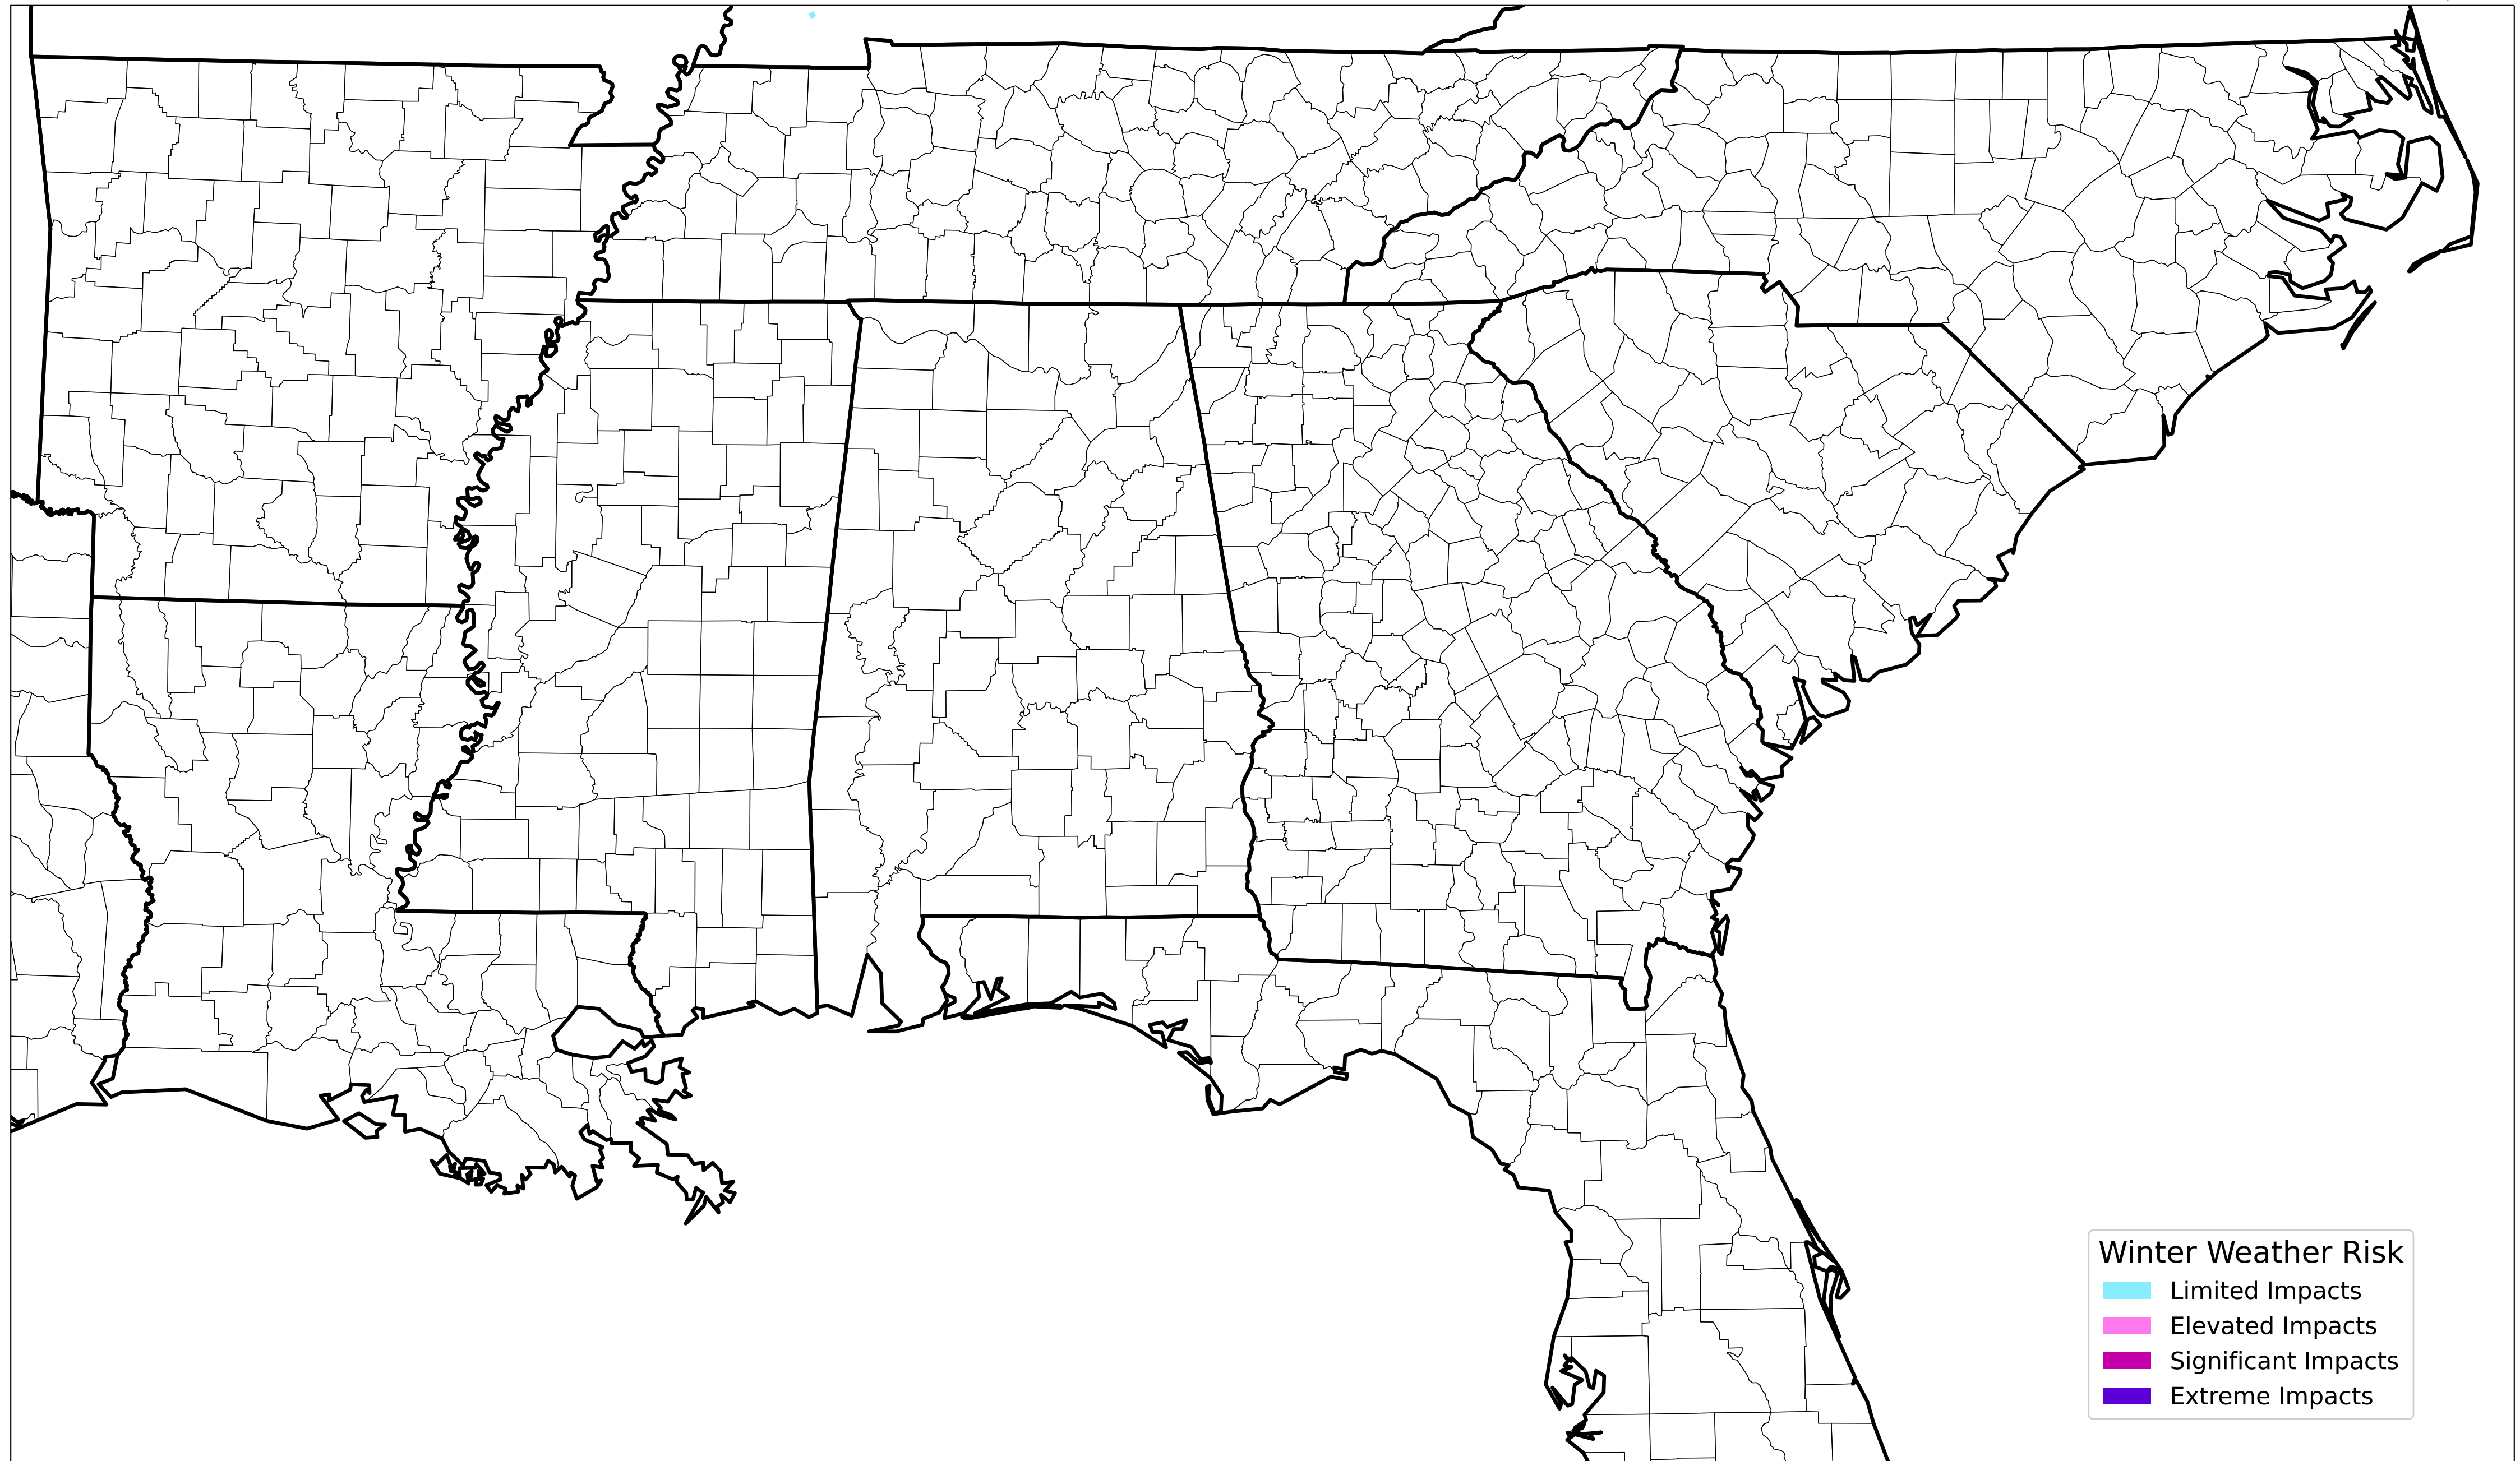 Winter Weather Risk
Limited Impacts
Elevated Impacts
Significant Impacts
Extreme Impacts